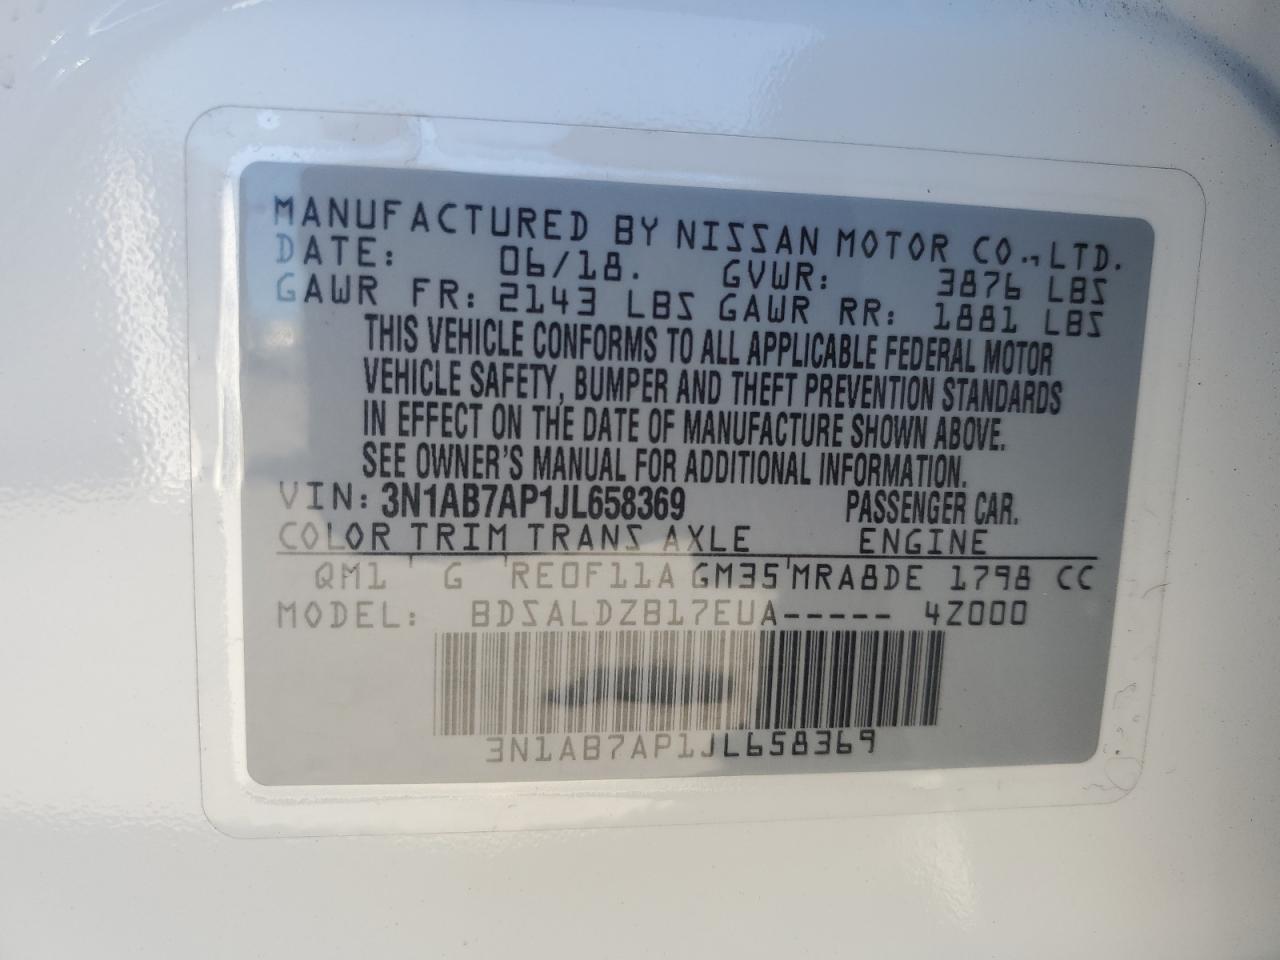 MANUFACTURED BY NISSAN MOTOR CO., LTD.
DATE: 06/18. GVWR: 3876 LBS
GAWR FR: 2143 LBS GAWR RR: 1881 LBS
THIS VEHICLE CONFORMS TO ALL APPLICABLE FEDERAL MOTOR
VEHICLE SAFETY, BUMPER AND THEFT PREVENTION STANDARDS
IN EFFECT ON THE DATE OF MANUFACTURE SHOWN ABOVE.
SEE OWNER'S MANUAL FOR ADDITIONAL INFORMATION.
VIN: 3N1AB7AP1JL658369 PASSENGER CAR.
COLOR TRIM TRANS AXLE ENGINE
QM1 ' G ' RE0F11A GM35 ' MRA8DE 1798 CC
MODEL: BDSALDZB17EUA----- 4Z000
3N1AB7AP1JL658369